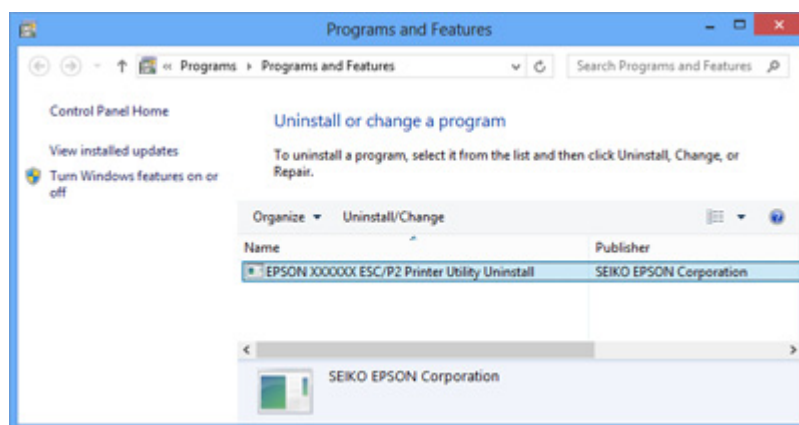 Programs and Features
« Programs ▸ Programs and Features
Search Programs and Features
Control Panel Home
View installed updates
Turn Windows features on or
off
Uninstall or change a program
To uninstall a program, select it from the list and then click Uninstall, Change, or
Repair.
Organize Uninstall/Change
Name Publisher
EPSON XXXXXX ESC/P2 Printer Utility Uninstall SEIKO EPSON Corporation
SEIKO EPSON Corporation